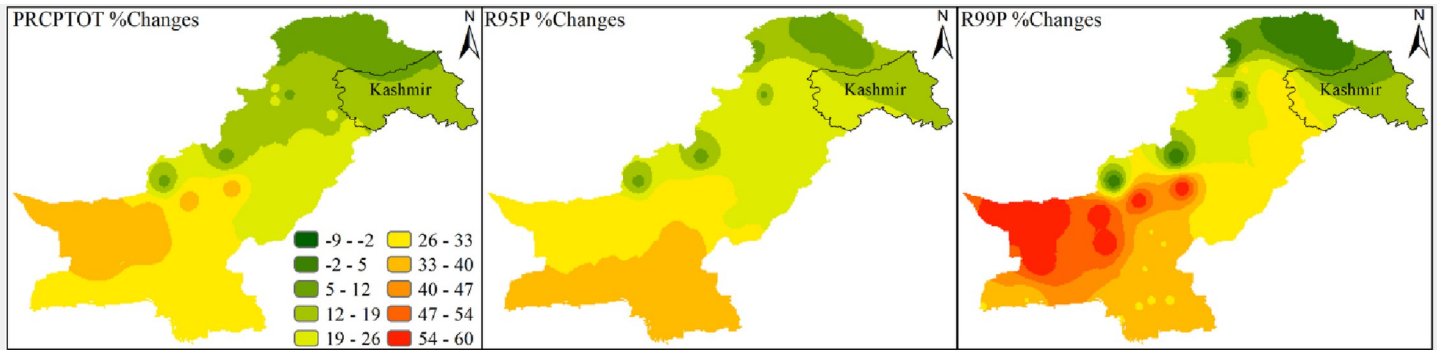 PRCPTOT %Changes
N
Kashmir
-9 - -2
-2 - 5
5 - 12
12 - 19
19 - 26
26 - 33
33 - 40
40 - 47
47 - 54
54 - 60
R95P %Changes
N
Kashmir
R99P %Changes
N
Kashmir